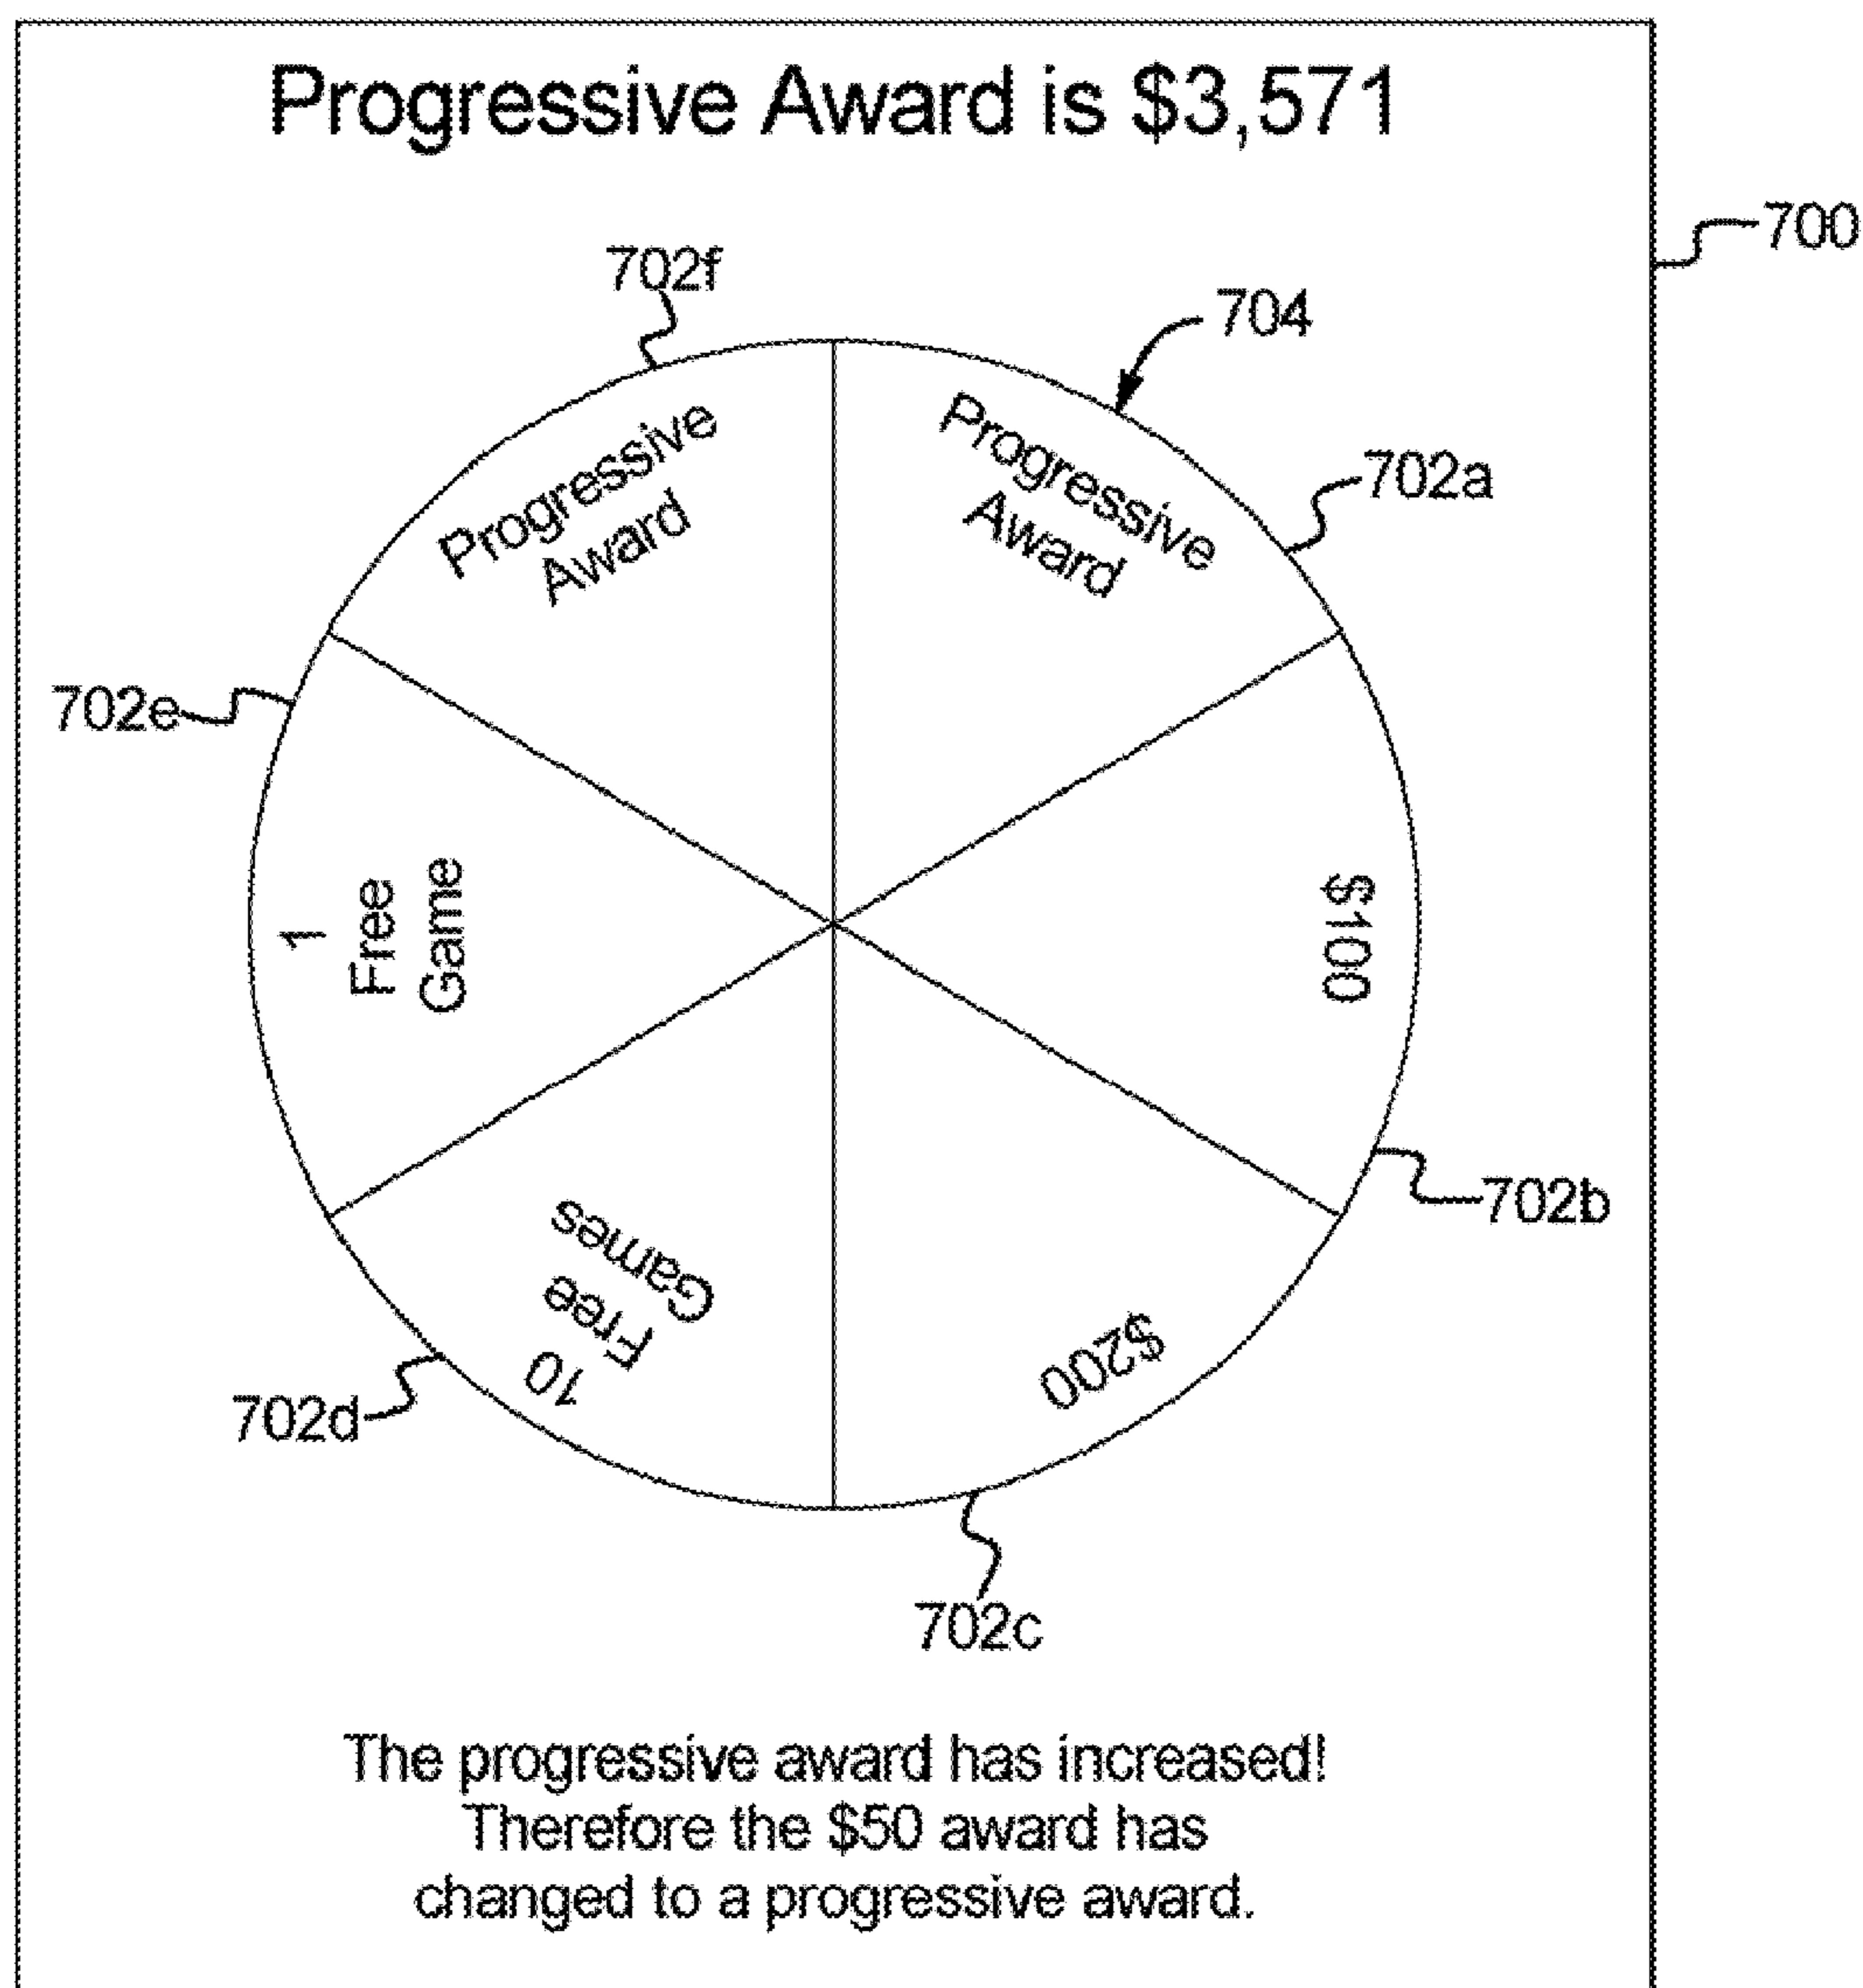 Progressive Award is $3,571
700
702f
704
Progressive
Award
Progressive
Award
702a
702e
1
Free
Game
$100
702b
10
Free
Games
$200
702d
702c
The progressive award has increased!
Therefore the $50 award has
changed to a progressive award.